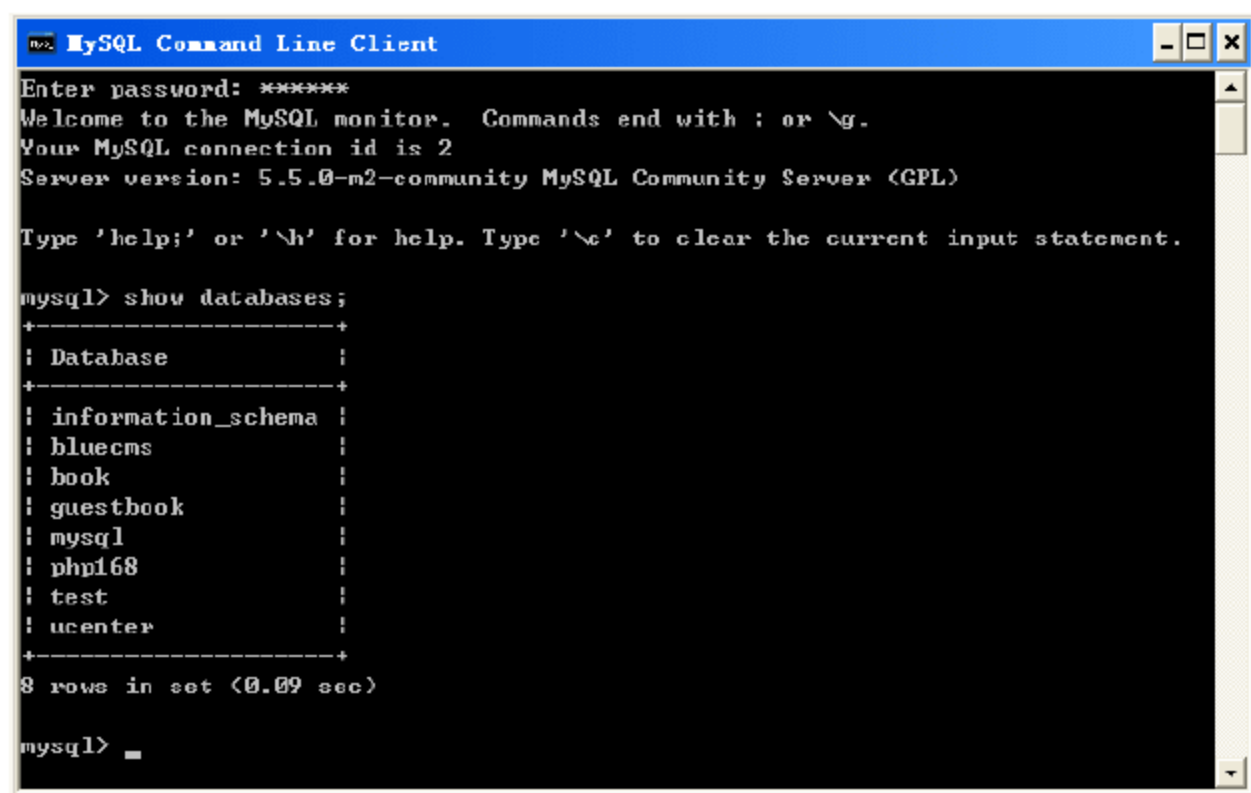 MySQL Command Line Client
Enter password: ******
Welcome to the MySQL monitor.  Commands end with ; or \g.
Your MySQL connection id is 2
Server version: 5.5.0-m2-community MySQL Community Server (GPL)
Type 'help;' or '\h' for help. Type '\c' to clear the current input statement.
mysql> show databases;
+--------------------+
| Database           |
+--------------------+
| information_schema |
| bluecms            |
| book               |
| guestbook          |
| mysql              |
| php168             |
| test               |
| ucenter            |
+--------------------+
8 rows in set (0.09 sec)
mysql> _